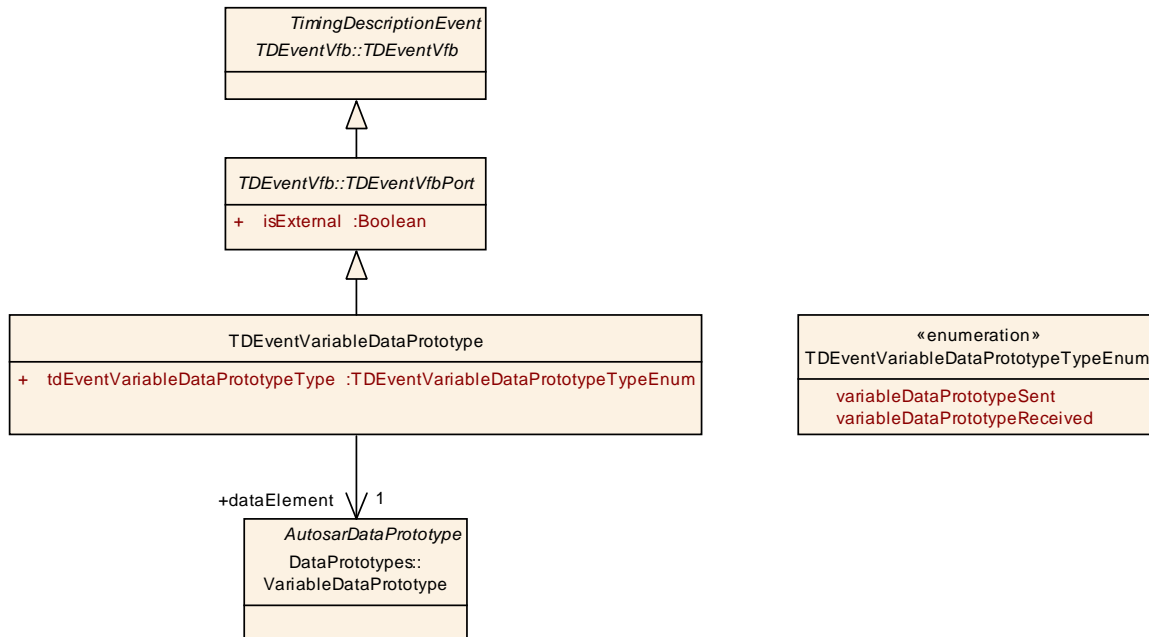 TimingDescriptionEvent
TDEventVfb::TDEventVfb
TDEventVfb::TDEventVfbPort
+ isExternal :Boolean
TDEventVariableDataPrototype
+ tdEventVariableDataPrototypeType :TDEventVariableDataPrototypeTypeEnum
«enumeration»
TDEventVariableDataPrototypeTypeEnum
variableDataPrototypeSent
variableDataPrototypeReceived
+dataElement 1
AutosarDataPrototype
DataPrototypes::
VariableDataPrototype